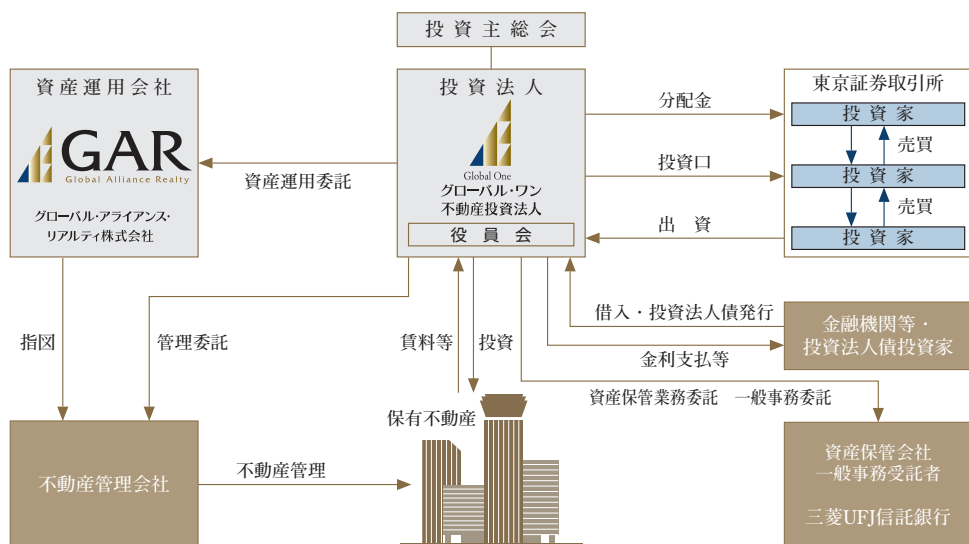 投資主総会
資産運用会社
GAR
Global Alliance Realty
グローバル・アライアンス・
リアルティ株式会社
資産運用委託
投資法人
Global One
グローバル・ワン
不動産投資法人
役員会
分配金
投資口
出資
東京証券取引所
投資家
売買
投資家
売買
投資家
指図
管理委託
賃料等
投資
借入・投資法人債発行
金利支払等
金融機関等・
投資法人債投資家
資産保管業務委託　一般事務委託
保有不動産
不動産管理会社
不動産管理
資産保管会社
一般事務受託者
三菱UFJ信託銀行